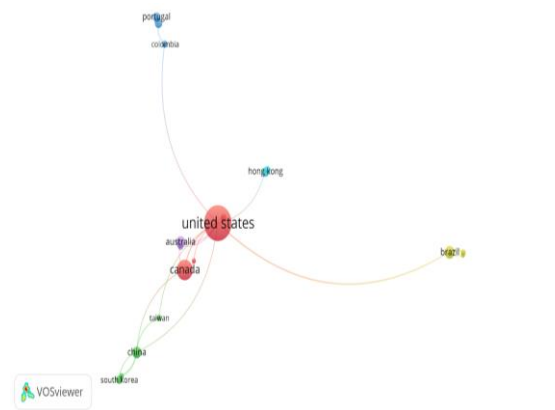 portugal
colombia
hong kong
united states
australia
brazil
canada
taiwan
china
south korea
VOSviewer